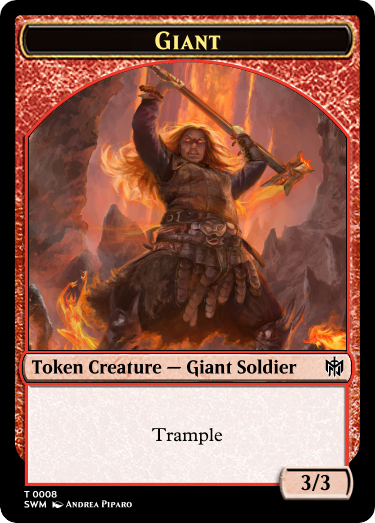 GIANT
Token Creature — Giant Soldier
Trample
3/3
T 0008
SWM ANDREA PIPARO